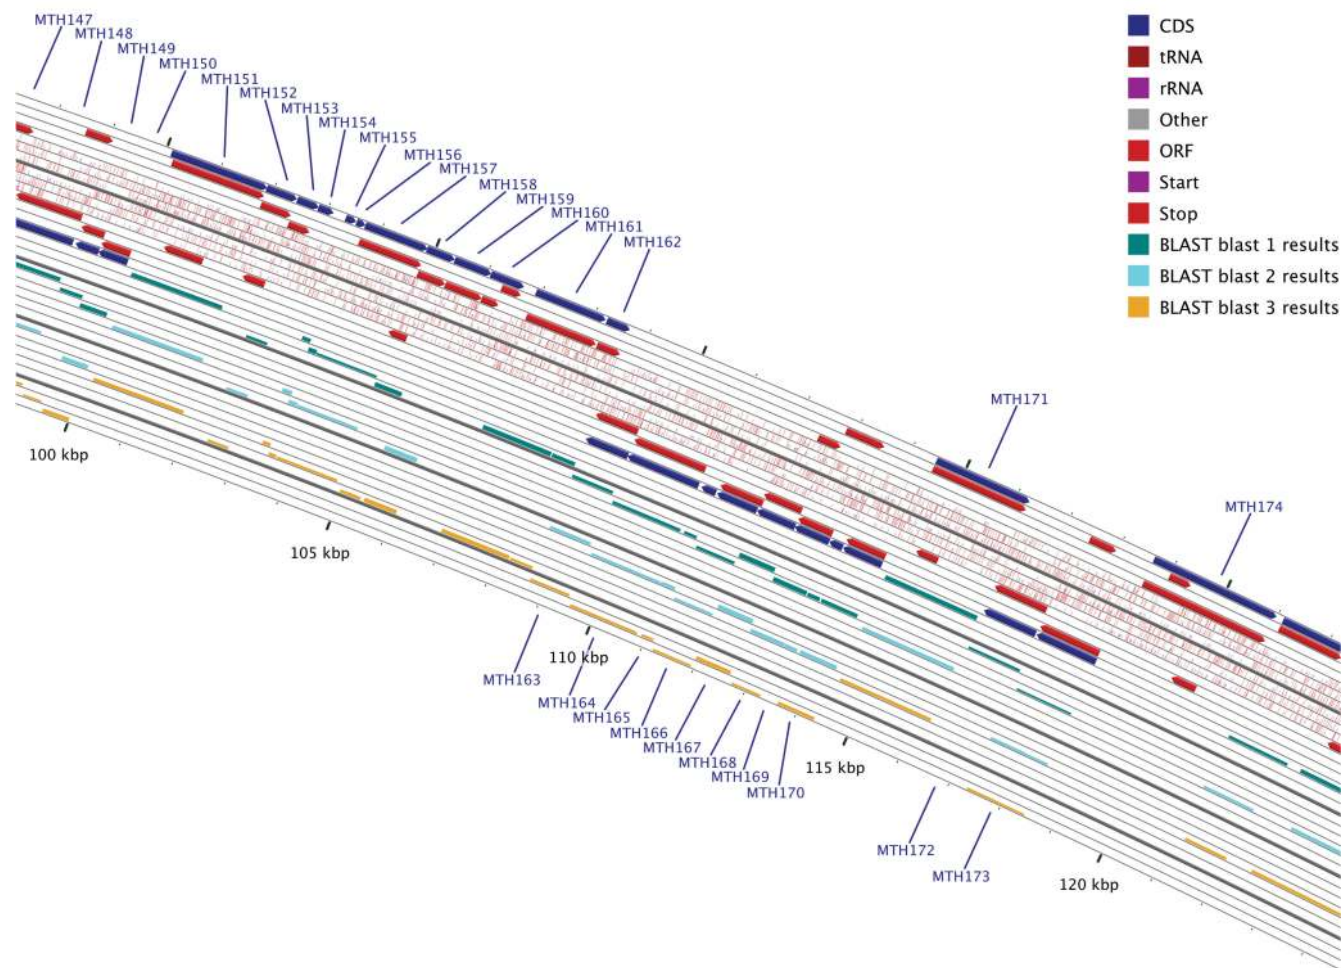 MTH147
MTH148
MTH149
MTH150
MTH151
MTH152
MTH153
MTH154
MTH155
MTH156
MTH157
MTH158
MTH159
MTH160
MTH161
MTH162
CDS
tRNA
rRNA
Other
ORF
Start
Stop
BLAST blast 1 results
BLAST blast 2 results
BLAST blast 3 results
MTH171
MTH174
100 kbp
105 kbp
110 kbp
MTH163
MTH164
MTH165
MTH166
MTH167
MTH168
MTH169
MTH170
115 kbp
MTH172
MTH173
120 kbp